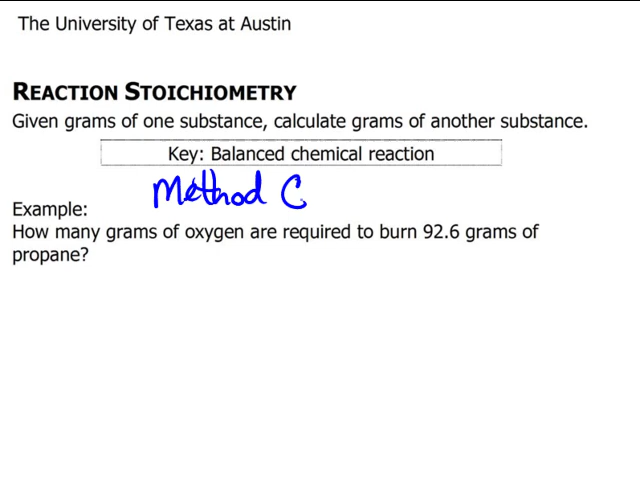 The University of Texas at Austin
REACTION STOICHIOMETRY
Given grams of one substance, calculate grams of another substance.
Key: Balanced chemical reaction
Method C
Example:
How many grams of oxygen are required to burn 92.6 grams of
propane?